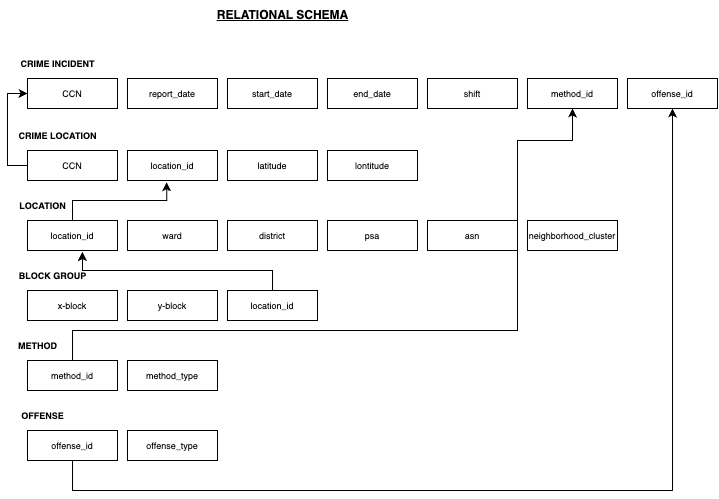 RELATIONAL SCHEMA
CRIME INCIDENT
CCN report_date start_date end_date shift method_id offense_id
CRIME LOCATION
CCN location_id latitude lontitude
LOCATION
location_id ward district psa asn neighborhood_cluster
BLOCK GROUP
x-block y-block location_id
METHOD
method_id method_type
OFFENSE
offense_id offense_type